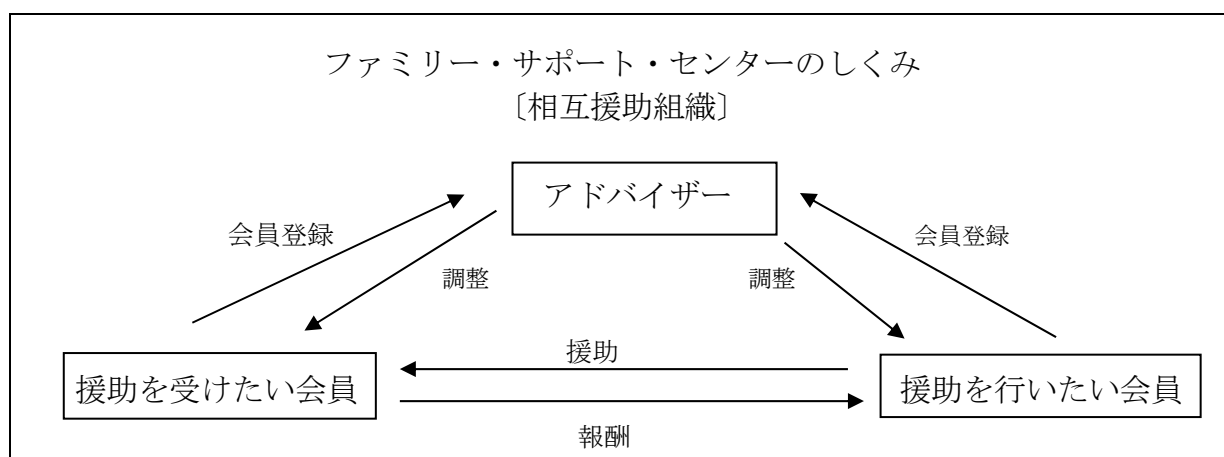 ファミリー・サポート・センターのしくみ
〔相互援助組織〕
アドバイザー
会員登録
会員登録
調整
調整
援助
援助を受けたい会員
援助を行いたい会員
報酬